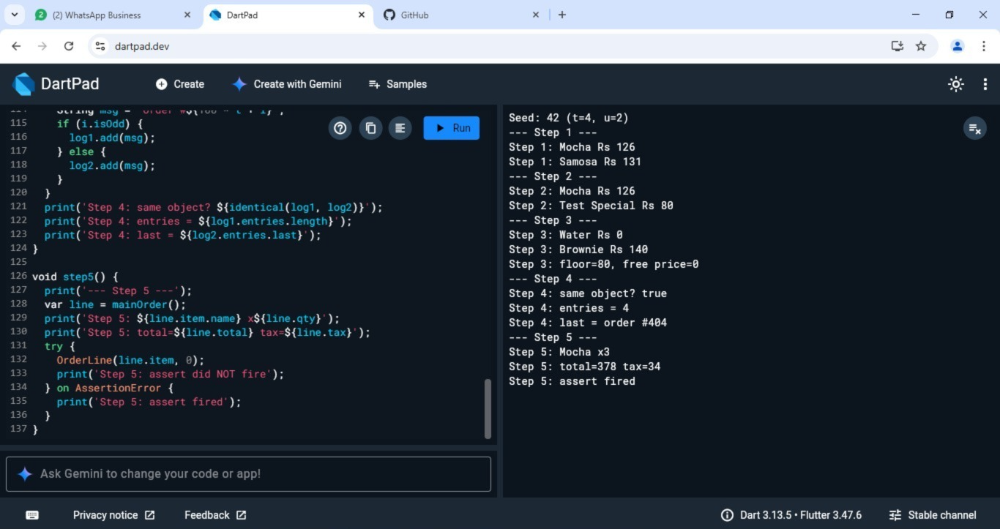 2 (2) WhatsApp Business
DartPad
GitHub
dartpad.dev
DartPad
Create
Create with Gemini
Samples
115 if (i.isOdd) {
116 log1.add(msg);
117 } else {
118 log2.add(msg);
119 }
120 }
121 print('Step 4: same object? ${identical(log1, log2)}');
122 print('Step 4: entries = ${log1.entries.length}');
123 print('Step 4: last = ${log2.entries.last}');
124 }
125
126 void step5() {
127 print('--- Step 5 ---');
128 var line = mainOrder();
129 print('Step 5: ${line.item.name} x${line.qty}');
130 print('Step 5: total=${line.total} tax=${line.tax}');
131 try {
132 OrderLine(line.item, 0);
133 print('Step 5: assert did NOT fire');
134 } on AssertionError {
135 print('Step 5: assert fired');
136 }
137 }
Run
Seed: 42 (t=4, u=2)
--- Step 1 ---
Step 1: Mocha Rs 126
Step 1: Samosa Rs 131
--- Step 2 ---
Step 2: Mocha Rs 126
Step 2: Test Special Rs 80
--- Step 3 ---
Step 3: Water Rs 0
Step 3: Brownie Rs 140
Step 3: floor=80, free price=0
--- Step 4 ---
Step 4: same object? true
Step 4: entries = 4
Step 4: last = order #404
--- Step 5 ---
Step 5: Mocha x3
Step 5: total=378 tax=34
Step 5: assert fired
Ask Gemini to change your code or app!
Privacy notice
Feedback
Dart 3.13.5 • Flutter 3.47.6
Stable channel